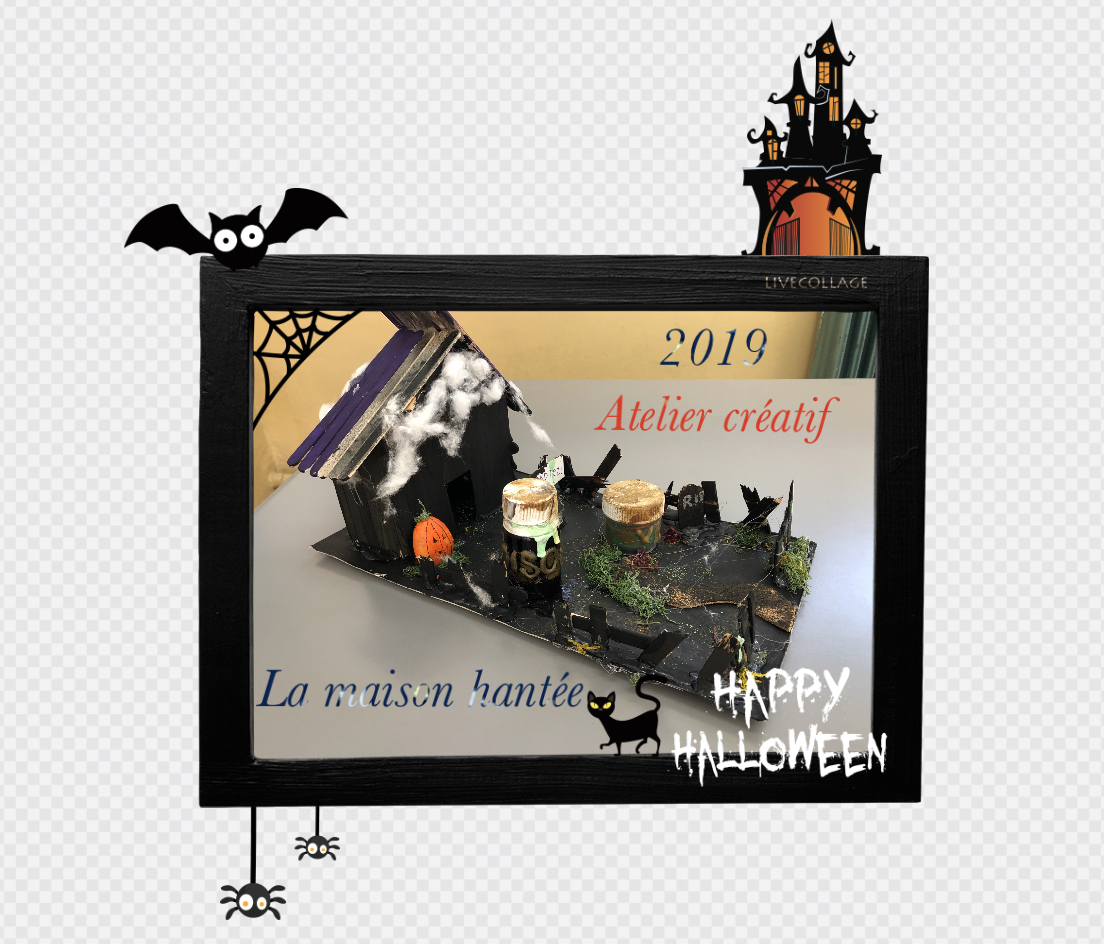 LIVECOLLAGE
2019
Atelier créatif
La maison hantée
HAPPY
HALLOWEEN